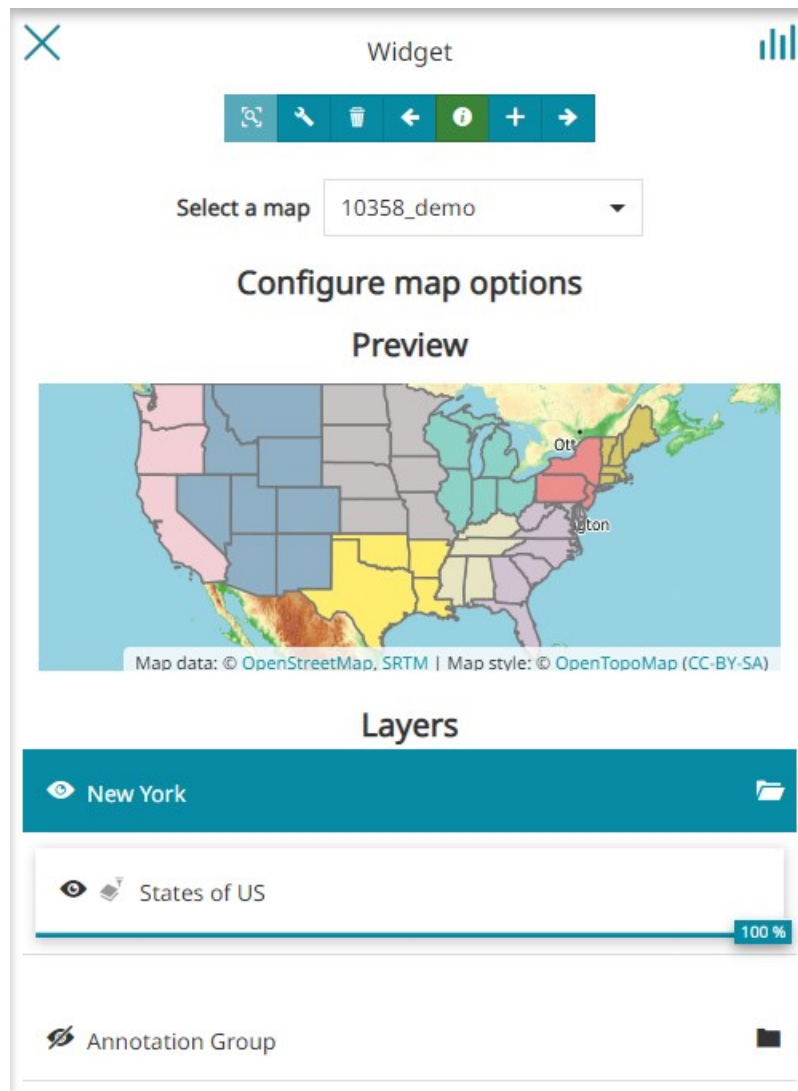 Widget
Select a map 10358_demo
Configure map options
Preview
Ott
gton
Map data: © OpenStreetMap, SRTM | Map style: © OpenTopoMap (CC-BY-SA)
Layers
New York
States of US
100 %
Annotation Group